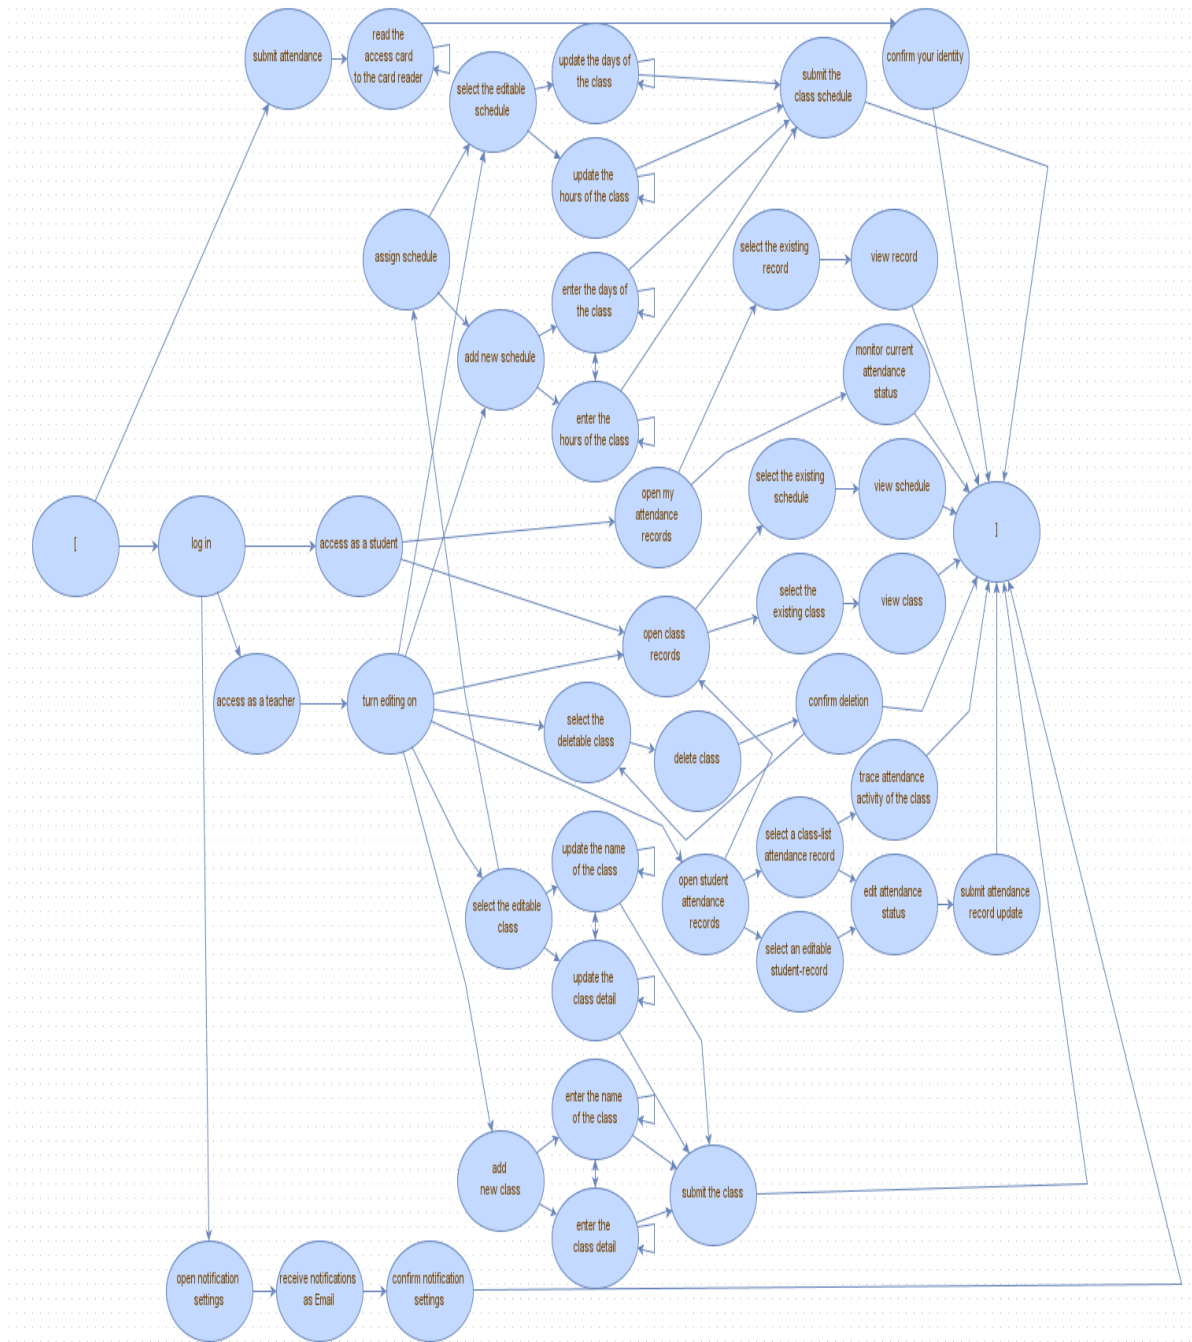 submit attendance
read the
access card
to the card reader
confirm your identity
select the editable
schedule
update the days of
the class
submit the
class schedule
update the
hours of the class
assign schedule
select the existing
record
view record
enter the days of
the class
add new schedule
monitor current
attendance
status
enter the
hours of the class
open my
attendance
records
select the existing
schedule
view schedule
[
log in
access as a student
]
select the
existing class
view class
open class
records
access as a teacher
turn editing on
select the
deletable class
delete class
confirm deletion
trace attendance
activity of the class
update the name
of the class
select a class-list
attendance record
select the editable
class
open student
attendance
records
edit attendance
status
submit attendance
record update
select an editable
student-record
update the
class detail
enter the name
of the class
add
new class
submit the class
enter the
class detail
open notification
settings
receive notifications
as Email
confirm notification
settings